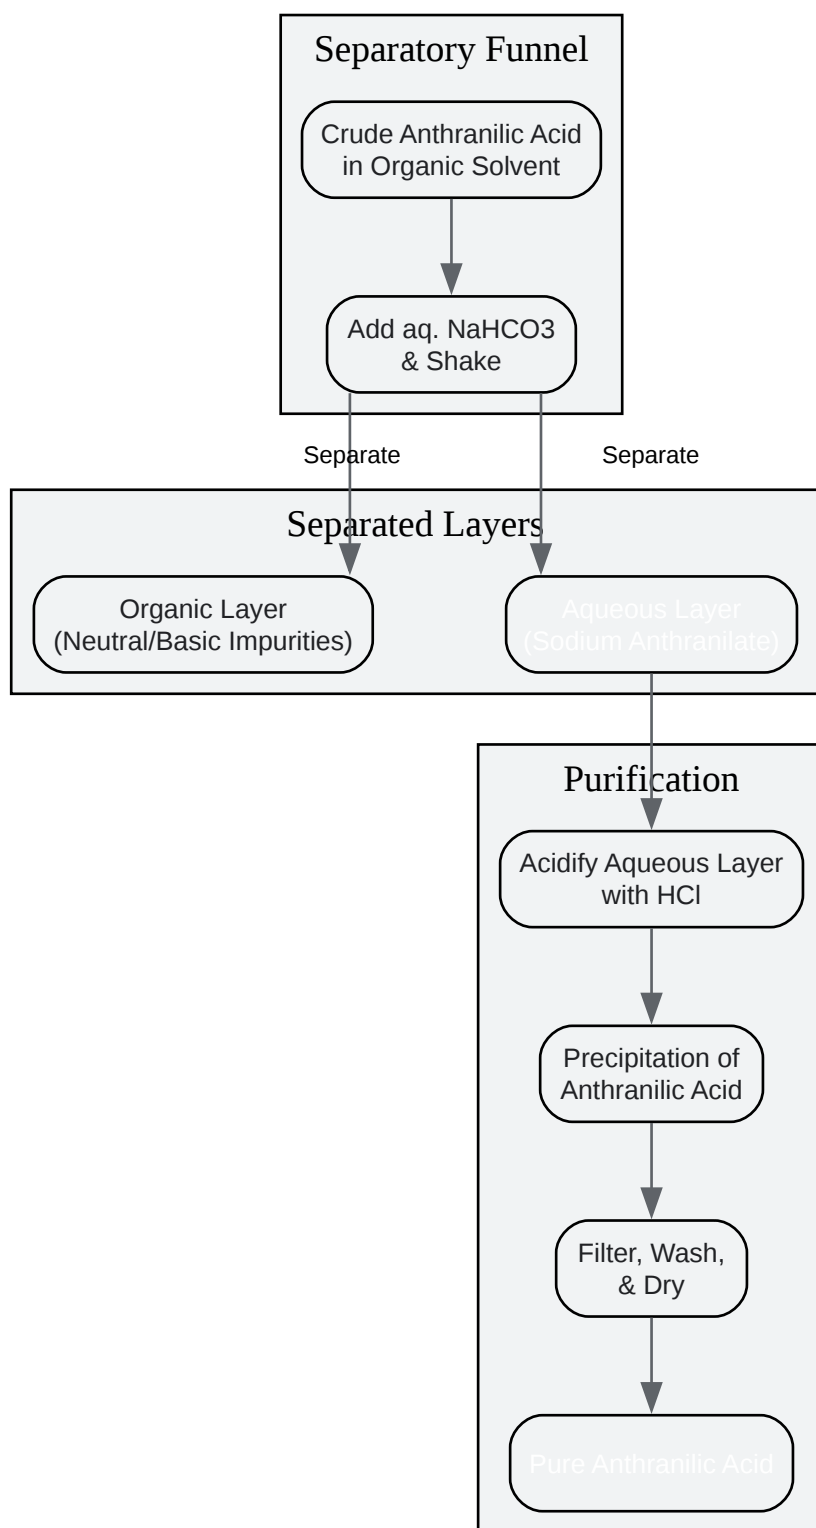 Separatory Funnel
Crude Anthranilic Acid
in Organic Solvent
Add aq. NaHCO3
& Shake
Separate
Separate
Separated Layers
Organic Layer
(Neutral/Basic Impurities)
Aqueous Layer
(Sodium Anthranilate)
Purification
Acidify Aqueous Layer
with HCl
Precipitation of
Anthranilic Acid
Filter, Wash,
& Dry
Pure Anthranilic Acid